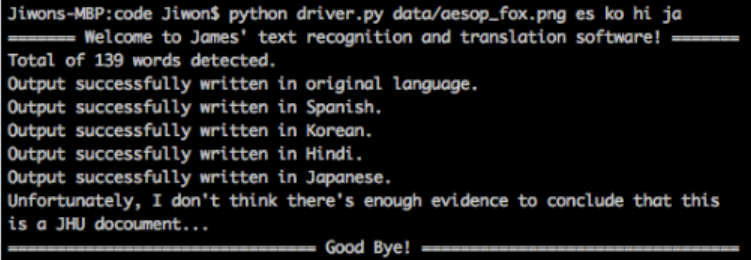 Jiwons-MBP:code Jiwon$ python driver.py data/aesop_fox.png es ko hi ja
======= Welcome to James' text recognition and translation software! =======
Total of 139 words detected.
Output successfully written in original language.
Output successfully written in Spanish.
Output successfully written in Korean.
Output successfully written in Hindi.
Output successfully written in Japanese.
Unfortunately, I don't think there's enough evidence to conclude that this
is a JHU docoument...
================================ Good Bye! =================================